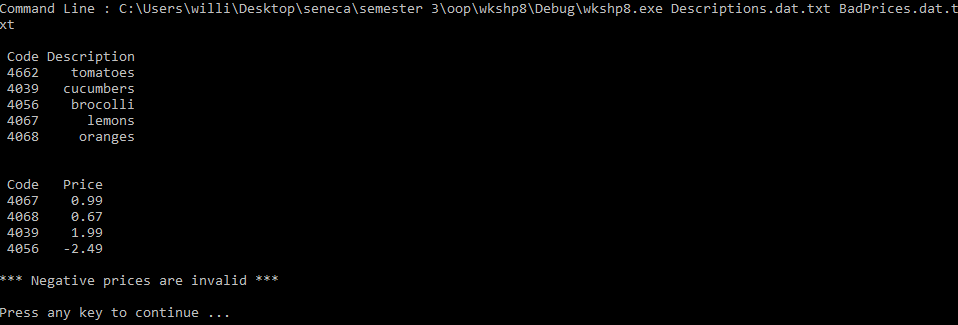 Command Line : C:\Users\willi\Desktop\seneca\semester 3\oop\wkshp8\Debug\wkshp8.exe Descriptions.dat.txt BadPrices.dat.t
xt
Code Description
4662 tomatoes
4039 cucumbers
4056 brocolli
4067 lemons
4068 oranges
Code Price
4067 0.99
4068 0.67
4039 1.99
4056 -2.49
*** Negative prices are invalid ***
Press any key to continue ...